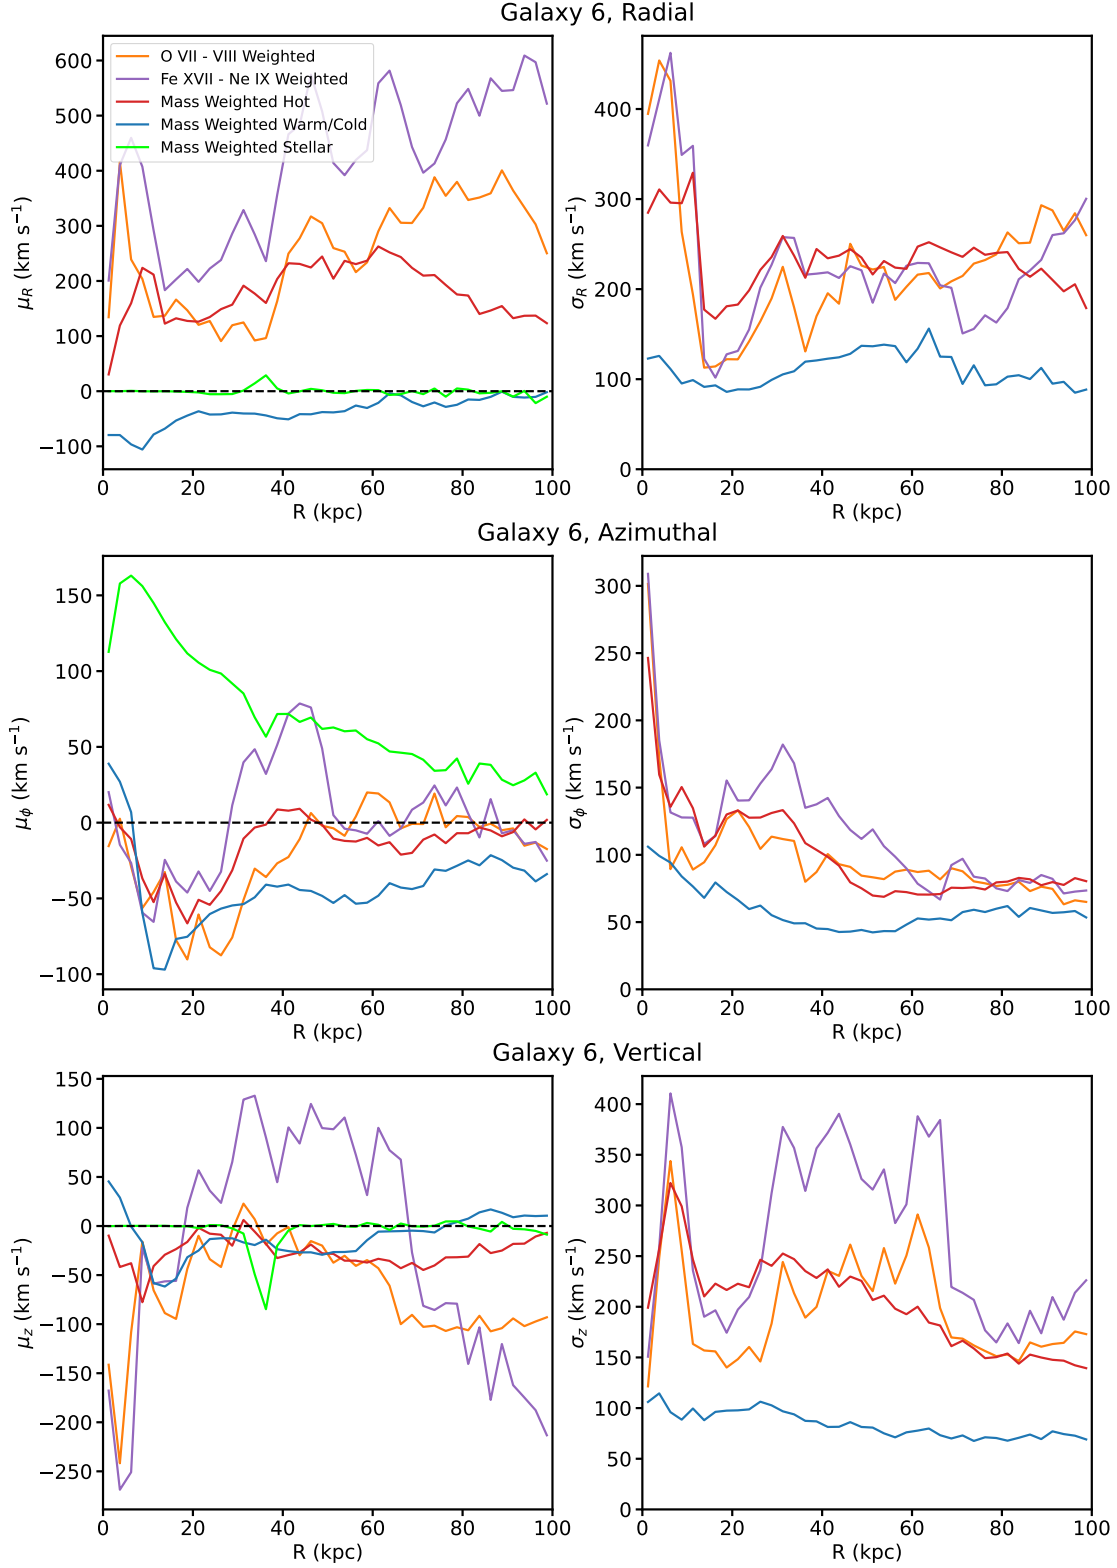 Galaxy 6, Radial
O VII - VIII Weighted
Fe XVII - Ne IX Weighted
Mass Weighted Hot
Mass Weighted Warm/Cold
Mass Weighted Stellar
600
500
400
300
200
100
0
−100
μ_R (km s⁻¹)
0 20 40 60 80 100
R (kpc)
400
300
200
100
0
σ_R (km s⁻¹)
0 20 40 60 80 100
R (kpc)
Galaxy 6, Azimuthal
150
100
50
0
−50
−100
μ_ϕ (km s⁻¹)
0 20 40 60 80 100
R (kpc)
300
250
200
150
100
50
0
σ_ϕ (km s⁻¹)
0 20 40 60 80 100
R (kpc)
Galaxy 6, Vertical
150
100
50
0
−50
−100
−150
−200
−250
μ_z (km s⁻¹)
0 20 40 60 80 100
R (kpc)
400
350
300
250
200
150
100
50
0
σ_z (km s⁻¹)
0 20 40 60 80 100
R (kpc)